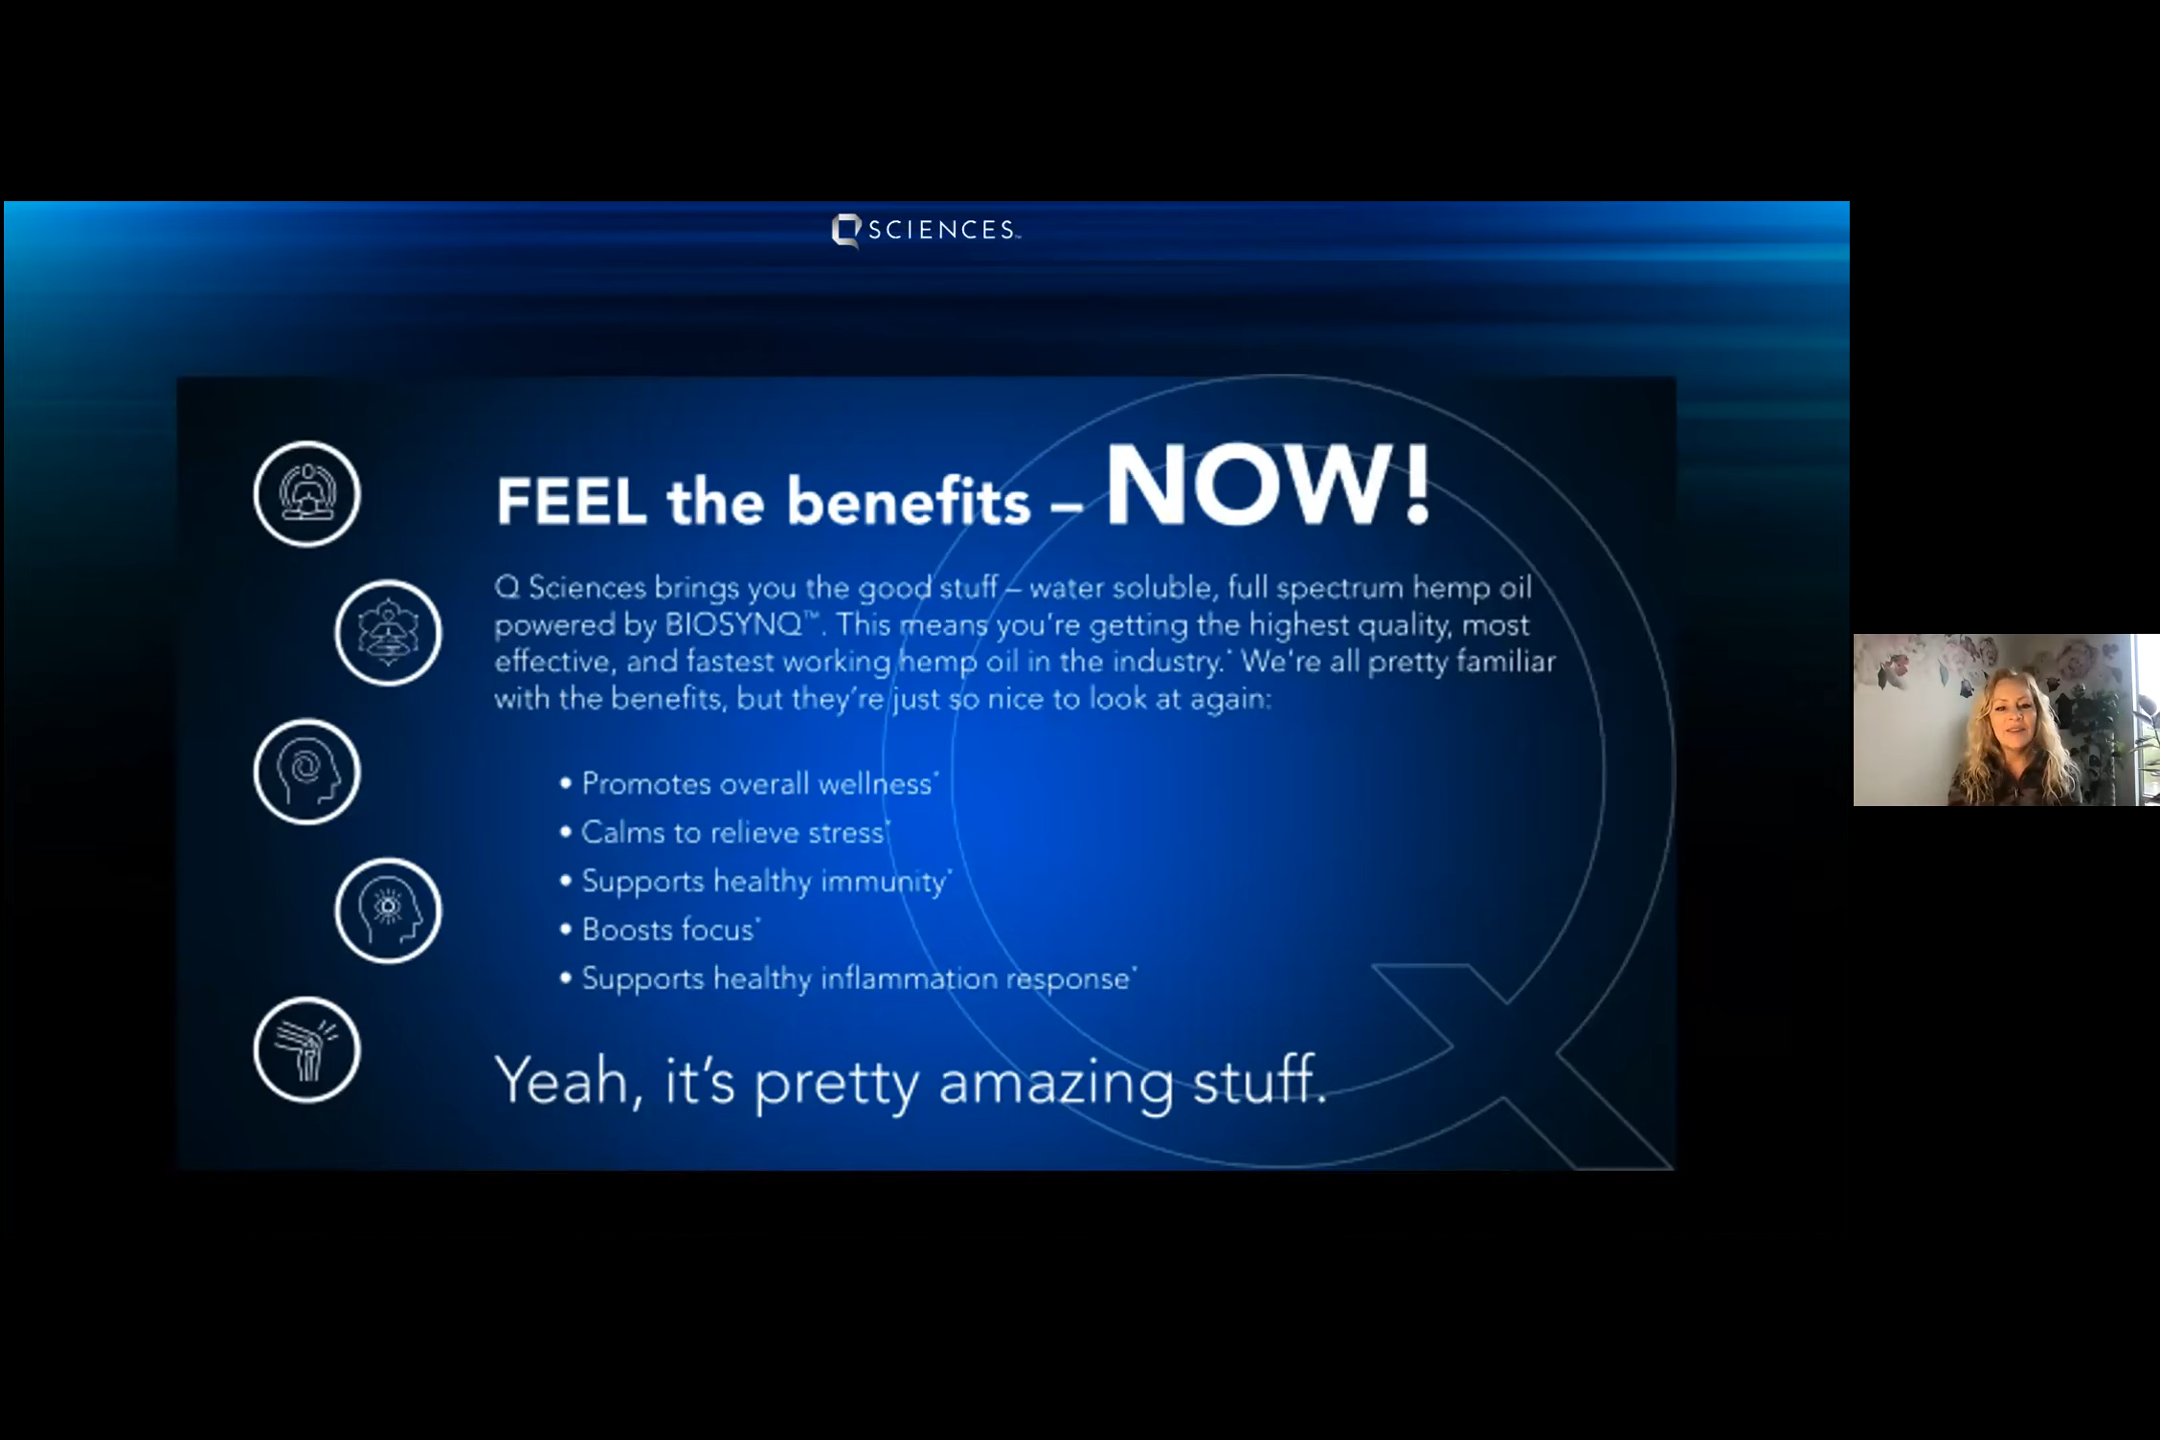 Q SCIENCES™
FEEL the benefits – NOW!
Q Sciences brings you the good stuff – water soluble, full spectrum hemp oil
powered by BIOSYNQ™. This means you're getting the highest quality, most
effective, and fastest working hemp oil in the industry.* We're all pretty familiar
with the benefits, but they're just so nice to look at again:
• Promotes overall wellness*
• Calms to relieve stress*
• Supports healthy immunity*
• Boosts focus*
• Supports healthy inflammation response*
Yeah, it's pretty amazing stuff.